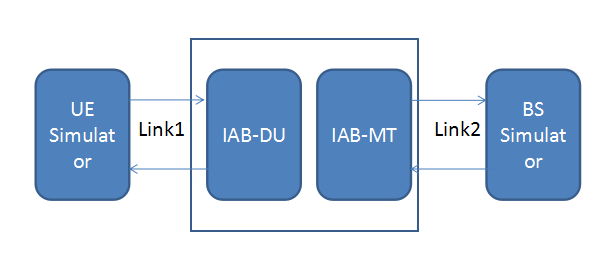 UE
Simulat
or
Link1
IAB-DU
IAB-MT
Link2
BS
Simulat
or